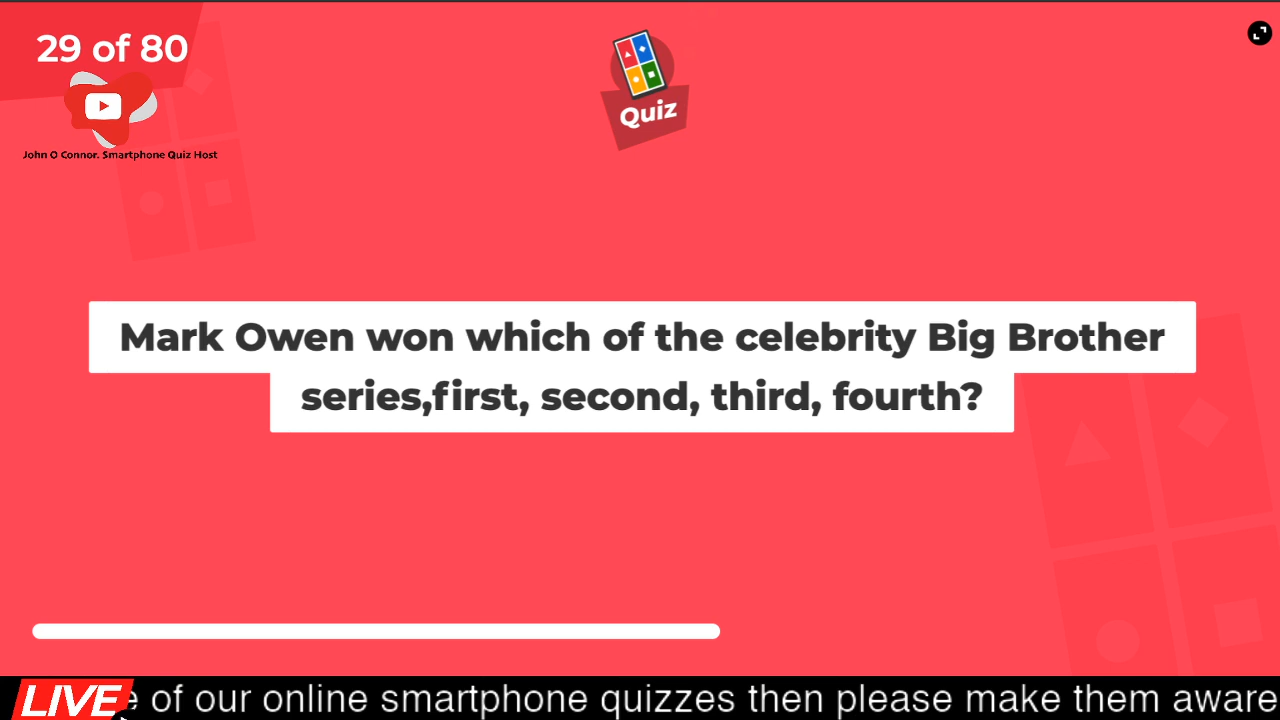 29 of 80
John O Connor. Smartphone Quiz Host
Quiz
Mark Owen won which of the celebrity Big Brother
series,first, second, third, fourth?
LIVE
e of our online smartphone quizzes then please make them aware